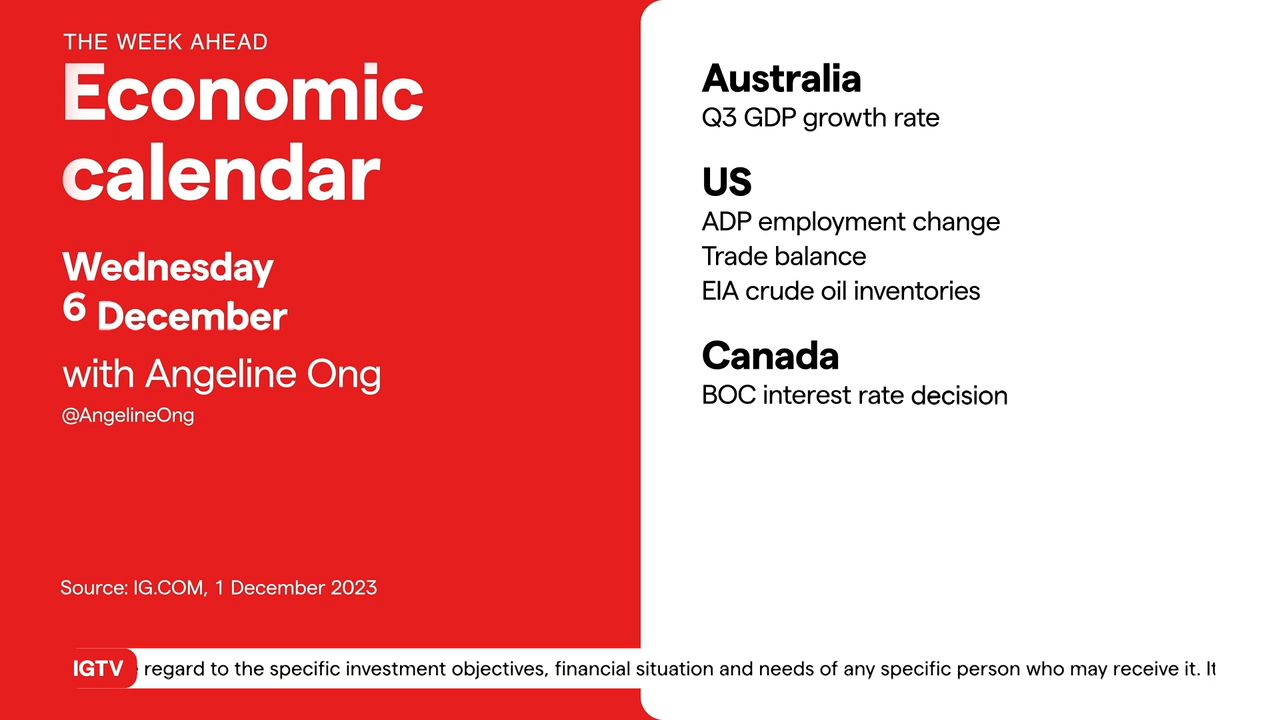 THE WEEK AHEAD
Economic
calendar
Wednesday
6 December
with Angeline Ong
@AngelineOng
Source: IG.COM, 1 December 2023
Australia
Q3 GDP growth rate
US
ADP employment change
Trade balance
EIA crude oil inventories
Canada
BOC interest rate decision
IGTV regard to the specific investment objectives, financial situation and needs of any specific person who may receive it. It